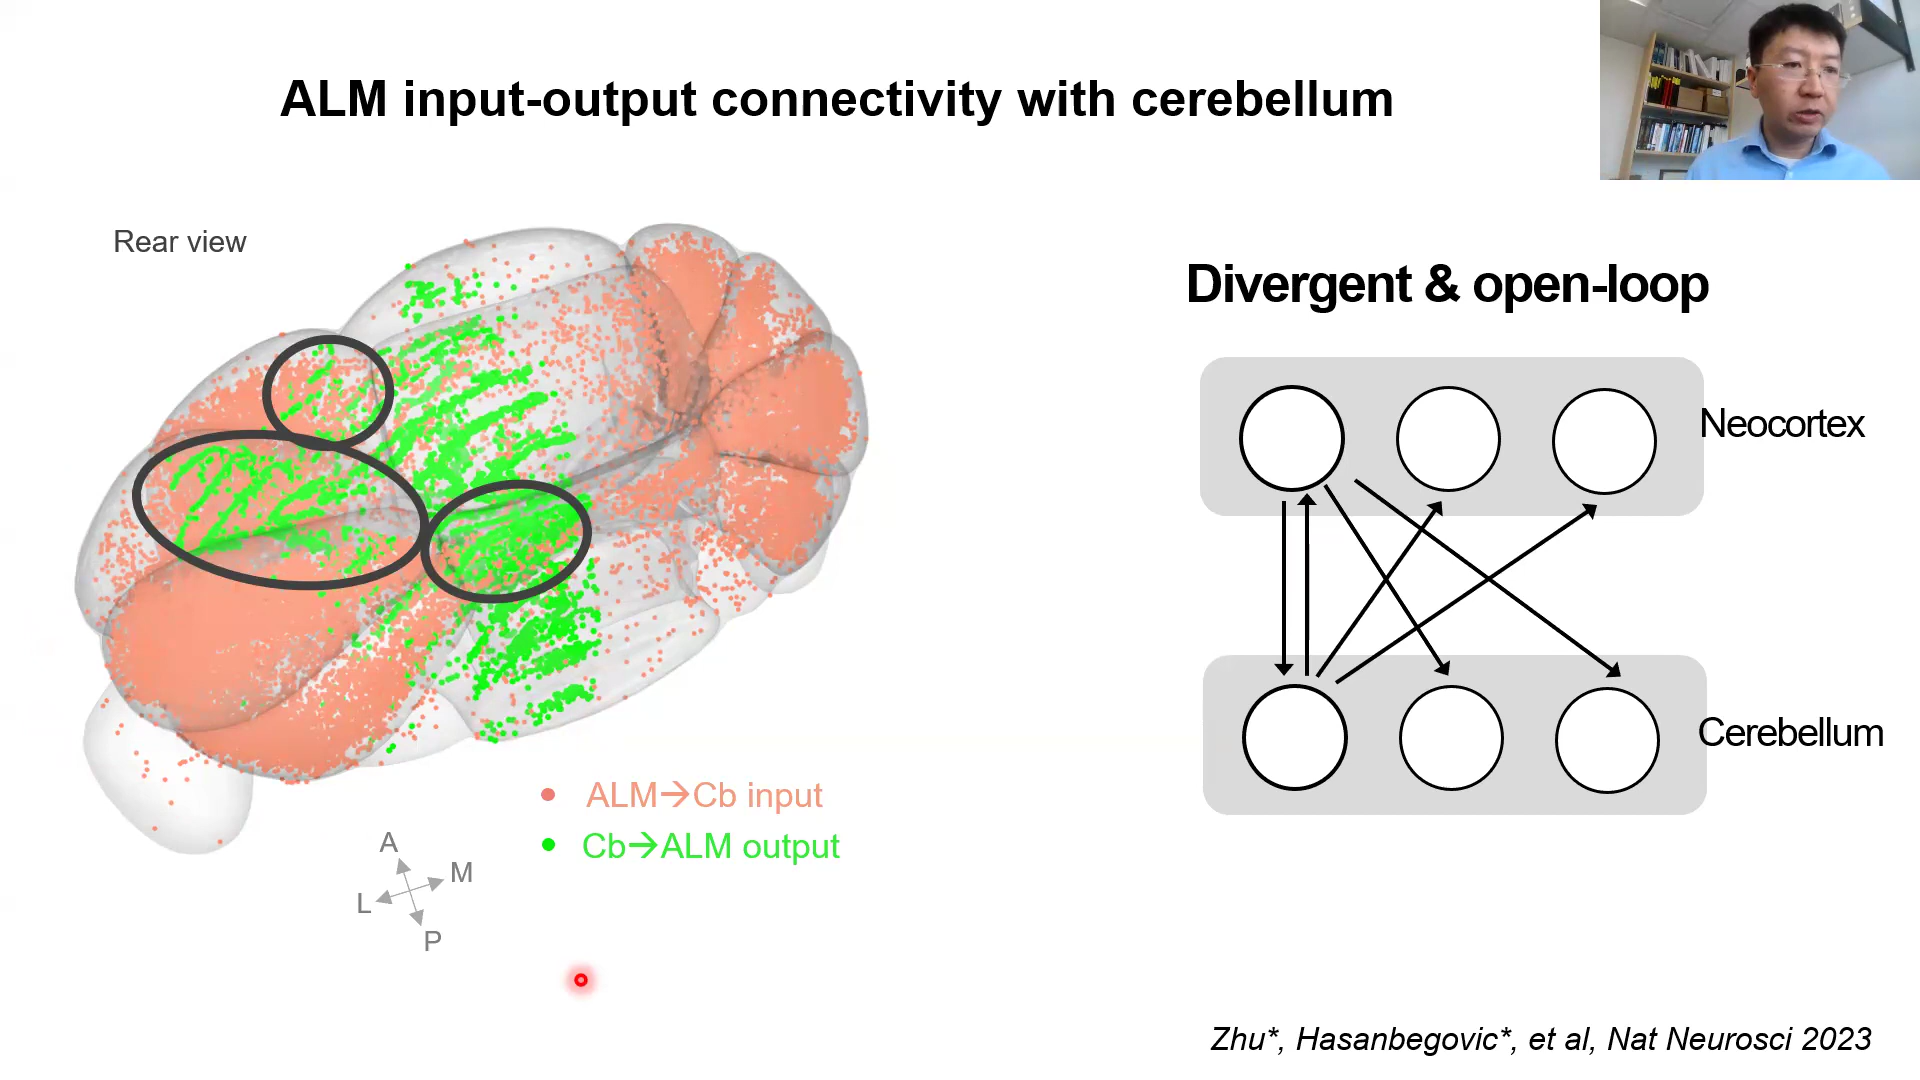 ALM input-output connectivity with cerebellum
Rear view
Divergent & open-loop
Neocortex
Cerebellum
ALM→Cb input
Cb→ALM output
A
M
L
P
Zhu*, Hasanbegovic*, et al, Nat Neurosci 2023